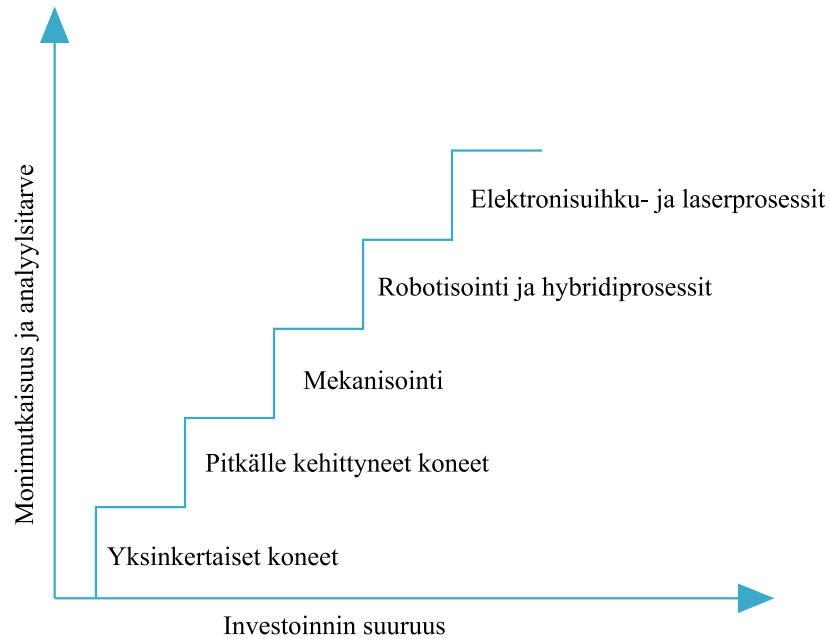 Monimutkaisuus ja analyylsitarve
Elektronisuihku- ja laserprosessit
Robotisointi ja hybridiprosessit
Mekanisointi
Pitkälle kehittyneet koneet
Yksinkertaiset koneet
Investoinnin suuruus